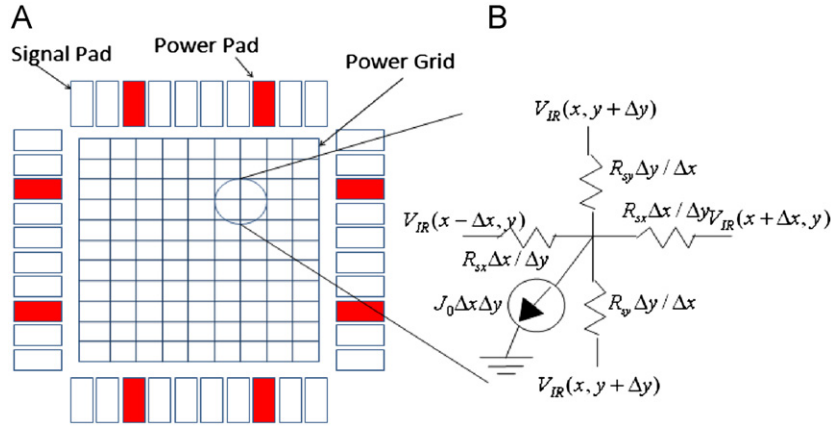 A
B
Signal Pad
Power Pad
Power Grid
V_IR(x, y + Δy)
R_sy Δy / Δx
R_sx Δx / Δy
V_IR(x − Δx, y)
V_IR(x + Δx, y)
R_sx Δx / Δy
J_0 Δx Δy
R_sy Δy / Δx
V_IR(x, y + Δy)